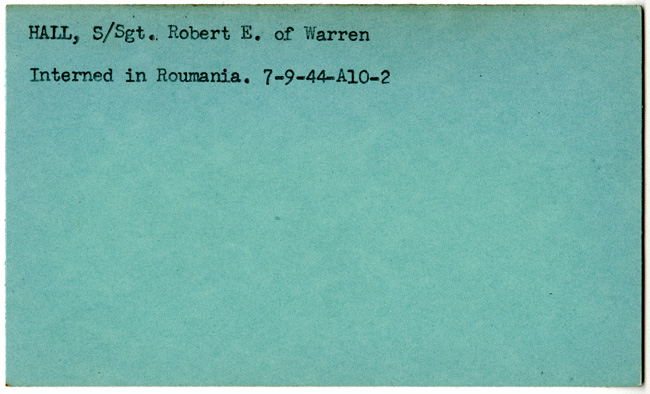 HALL, S/Sgt. Robert E. of Warren
Interned in Roumania. 7-9-44-A10-2